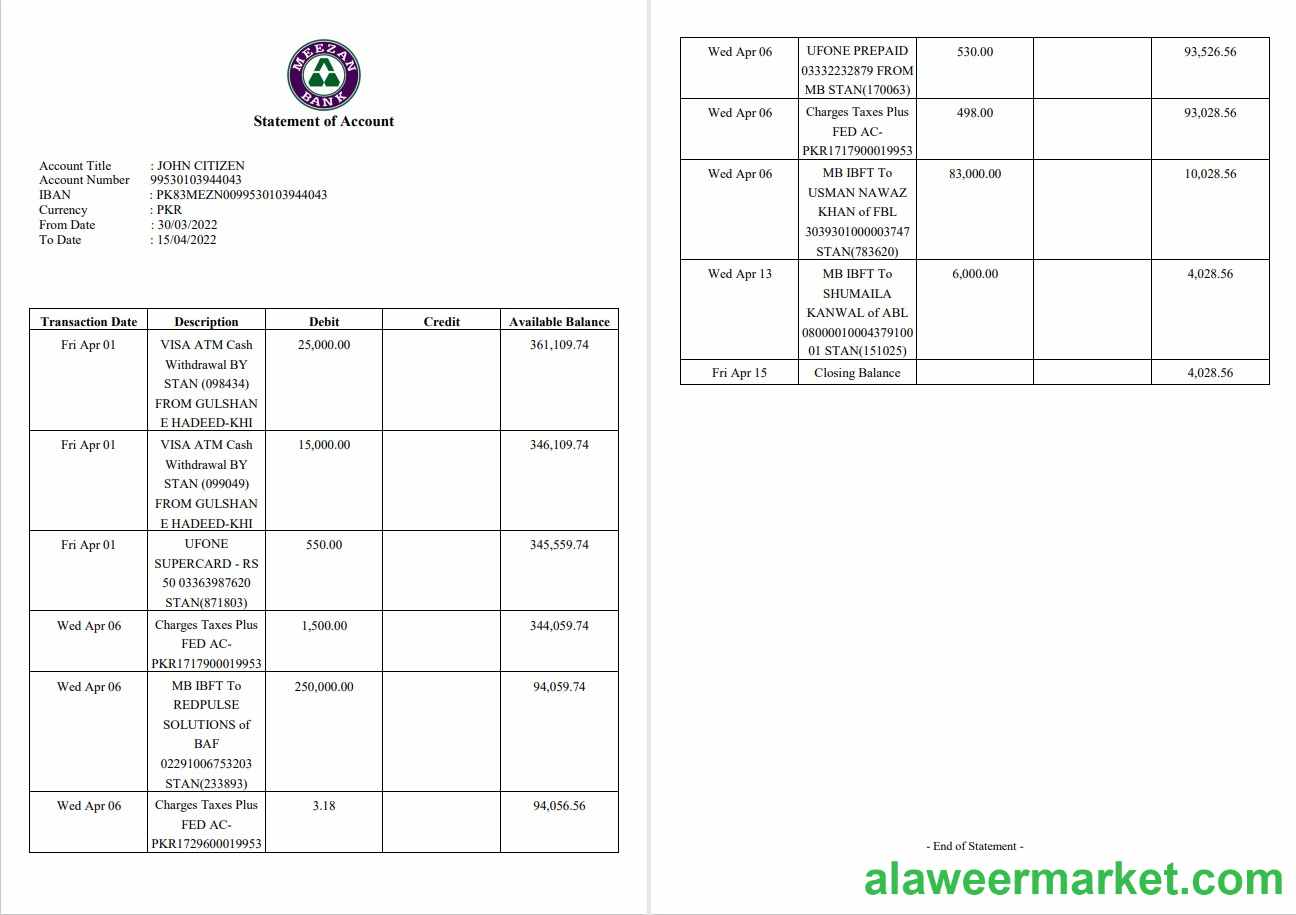 MEEZAN
BANK
Statement of Account
Account Title : JOHN CITIZEN
Account Number 99530103944043
IBAN : PK83MEZN0099530103944043
Currency : PKR
From Date : 30/03/2022
To Date : 15/04/2022
Transaction Date Description Debit Credit Available Balance
Fri Apr 01 VISA ATM Cash 25,000.00 361,109.74
Withdrawal BY
STAN (098434)
FROM GULSHAN
E HADEED-KHI
Fri Apr 01 VISA ATM Cash 15,000.00 346,109.74
Withdrawal BY
STAN (099049)
FROM GULSHAN
E HADEED-KHI
Fri Apr 01 UFONE 550.00 345,559.74
SUPERCARD - RS
50 03363987620
STAN(871803)
Wed Apr 06 Charges Taxes Plus 1,500.00 344,059.74
FED AC-
PKR1717900019953
Wed Apr 06 MB IBFT To 250,000.00 94,059.74
REDPULSE
SOLUTIONS of
BAF
02291006753203
STAN(233893)
Wed Apr 06 Charges Taxes Plus 3.18 94,056.56
FED AC-
PKR1729600019953
Wed Apr 06 UFONE PREPAID 530.00 93,526.56
03332232879 FROM
MB STAN(170063)
Wed Apr 06 Charges Taxes Plus 498.00 93,028.56
FED AC-
PKR1717900019953
Wed Apr 06 MB IBFT To 83,000.00 10,028.56
USMAN NAWAZ
KHAN of FBL
3039301000003747
STAN(783620)
Wed Apr 13 MB IBFT To 6,000.00 4,028.56
SHUMAILA
KANWAL of ABL
08000010004379100
01 STAN(151025)
Fri Apr 15 Closing Balance 4,028.56
- End of Statement -
alaweermarket.com